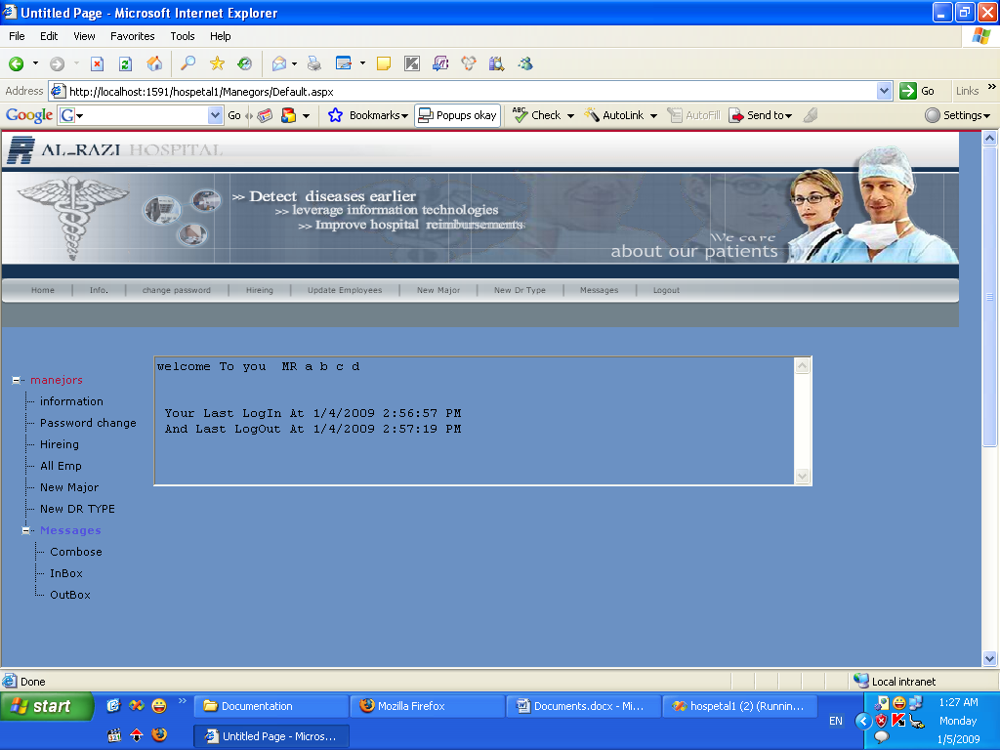 Untitled Page - Microsoft Internet Explorer
File Edit View Favorites Tools Help
Address http://localhost:1591/hospetal1/Manegors/Default.aspx Go Links »
Google G Go Bookmarks Popups okay ABC Check AutoLink AutoFill Send to Settings
AL-RAZI HOSPITAL
>> Detect diseases earlier
>> leverage information technologies
>> Improve hospital reimbursements
We care
about our patients
Home Info. change password Hireing Update Employees New Major New Dr Type Messages Logout
welcome To you MR a b c d
Your Last LogIn At 1/4/2009 2:56:57 PM
And Last LogOut At 1/4/2009 2:57:19 PM
manejors
information
Password change
Hireing
All Emp
New Major
New DR TYPE
Messages
Combose
InBox
OutBox
Done Local intranet
start Documentation Mozilla Firefox Documents.docx - Mi... hospetal1 (2) (Runnin... 1:27 AM
EN Monday
Untitled Page - Micros... 1/5/2009